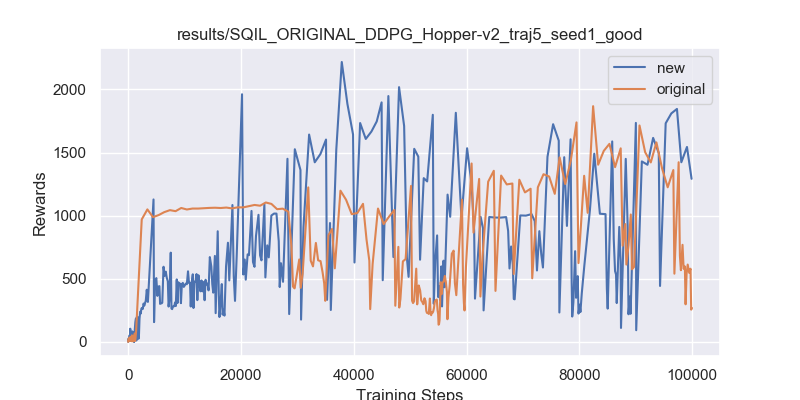 results/SQIL_ORIGINAL_DDPG_Hopper-v2_traj5_seed1_good
new
original
2000
1500
1000
500
0
Rewards
0
20000
40000
60000
80000
100000
Training Steps